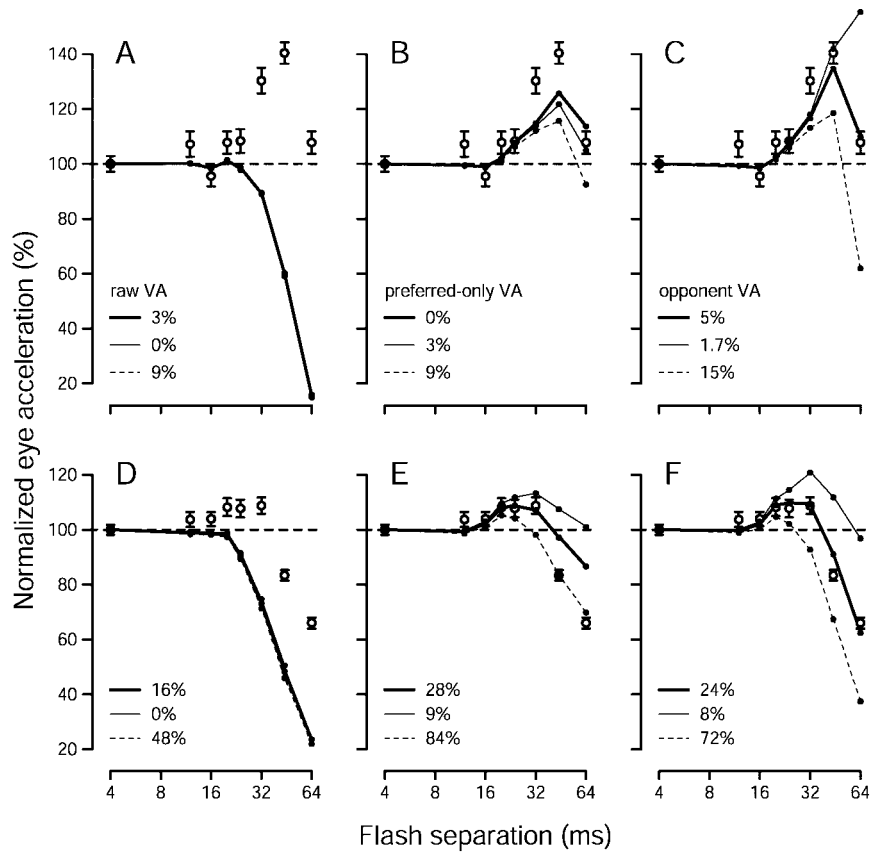 A
B
C
140
120
100
80
60
40
20
raw VA
3%
0%
9%
preferred-only VA
0%
3%
9%
opponent VA
5%
1.7%
15%
Normalized eye acceleration (%)
D
E
F
120
100
80
60
40
20
16%
0%
48%
28%
9%
84%
24%
8%
72%
4 8 16 32 64
4 8 16 32 64
4 8 16 32 64
Flash separation (ms)